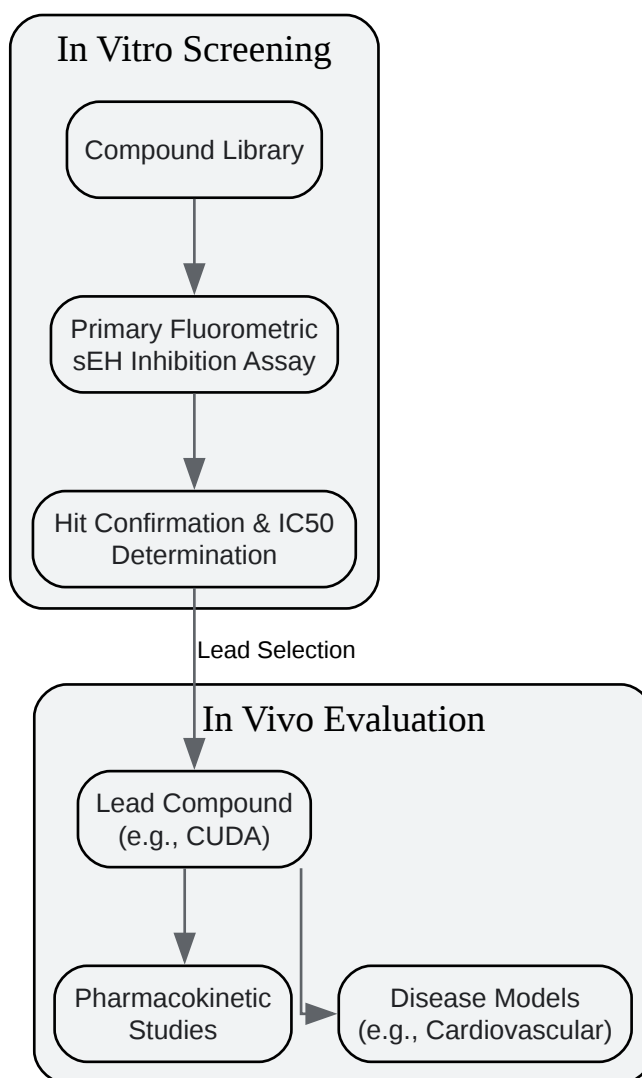 In Vitro Screening
Compound Library
Primary Fluorometric
sEH Inhibition Assay
Hit Confirmation & IC50
Determination
Lead Selection
In Vivo Evaluation
Lead Compound
(e.g., CUDA)
Pharmacokinetic
Studies
Disease Models
(e.g., Cardiovascular)